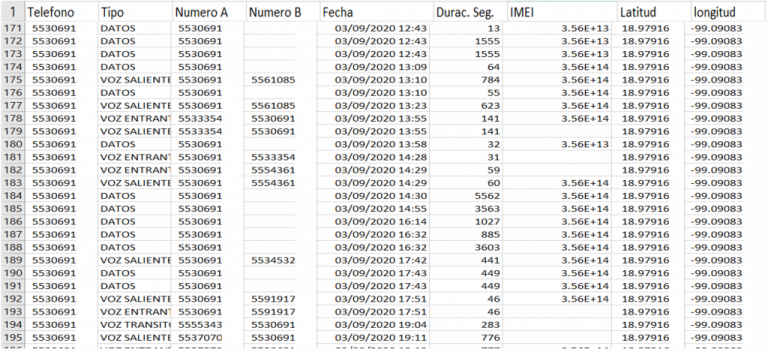 1 Telefono Tipo Numero A Numero B Fecha Durac. Seg. IMEI Latitud longitud
171 5530691 DATOS 5530691 03/09/2020 12:43 13 3.56E+13 18.97916 -99.09083
172 5530691 DATOS 5530691 03/09/2020 12:43 1555 3.56E+13 18.97916 -99.09083
173 5530691 DATOS 5530691 03/09/2020 12:43 1555 3.56E+13 18.97916 -99.09083
174 5530691 DATOS 5530691 03/09/2020 13:09 64 3.56E+14 18.97916 -99.09083
175 5530691 VOZ SALIENTE 5530691 5561085 03/09/2020 13:10 784 3.56E+14 18.97916 -99.09083
176 5530691 DATOS 5530691 03/09/2020 13:10 55 3.56E+14 18.97916 -99.09083
177 5530691 VOZ SALIENTE 5530691 5561085 03/09/2020 13:23 623 3.56E+14 18.97916 -99.09083
178 5530691 VOZ ENTRANT 5533354 5530691 03/09/2020 13:55 141 3.56E+14 18.97916 -99.09083
179 5530691 VOZ SALIENTE 5533354 5530691 03/09/2020 13:55 141 18.97916 -99.09083
180 5530691 DATOS 5530691 03/09/2020 13:58 32 3.56E+13 18.97916 -99.09083
181 5530691 VOZ ENTRANT 5530691 5533354 03/09/2020 14:28 31 18.97916 -99.09083
182 5530691 VOZ ENTRANT 5530691 5554361 03/09/2020 14:29 59 18.97916 -99.09083
183 5530691 VOZ SALIENTE 5530691 5554361 03/09/2020 14:29 60 3.56E+14 18.97916 -99.09083
184 5530691 DATOS 5530691 03/09/2020 14:30 5562 3.56E+14 18.97916 -99.09083
185 5530691 DATOS 5530691 03/09/2020 14:55 3563 3.56E+14 18.97916 -99.09083
186 5530691 DATOS 5530691 03/09/2020 16:14 1027 3.56E+14 18.97916 -99.09083
187 5530691 DATOS 5530691 03/09/2020 16:32 885 3.56E+14 18.97916 -99.09083
188 5530691 DATOS 5530691 03/09/2020 16:32 3603 3.56E+14 18.97916 -99.09083
189 5530691 VOZ SALIENTE 5530691 5534532 03/09/2020 17:42 441 3.56E+14 18.97916 -99.09083
190 5530691 DATOS 5530691 03/09/2020 17:43 449 3.56E+14 18.97916 -99.09083
191 5530691 DATOS 5530691 03/09/2020 17:43 449 3.56E+14 18.97916 -99.09083
192 5530691 VOZ SALIENTE 5530691 5591917 03/09/2020 17:51 46 3.56E+14 18.97916 -99.09083
193 5530691 VOZ ENTRANT 5530691 5591917 03/09/2020 17:51 46 18.97916 -99.09083
194 5530691 VOZ TRANSITO 5555343 5530691 03/09/2020 19:04 283 18.97916 -99.09083
195 5530691 VOZ SALIENTE 5537070 5530691 03/09/2020 19:11 776 18.97916 -99.09083